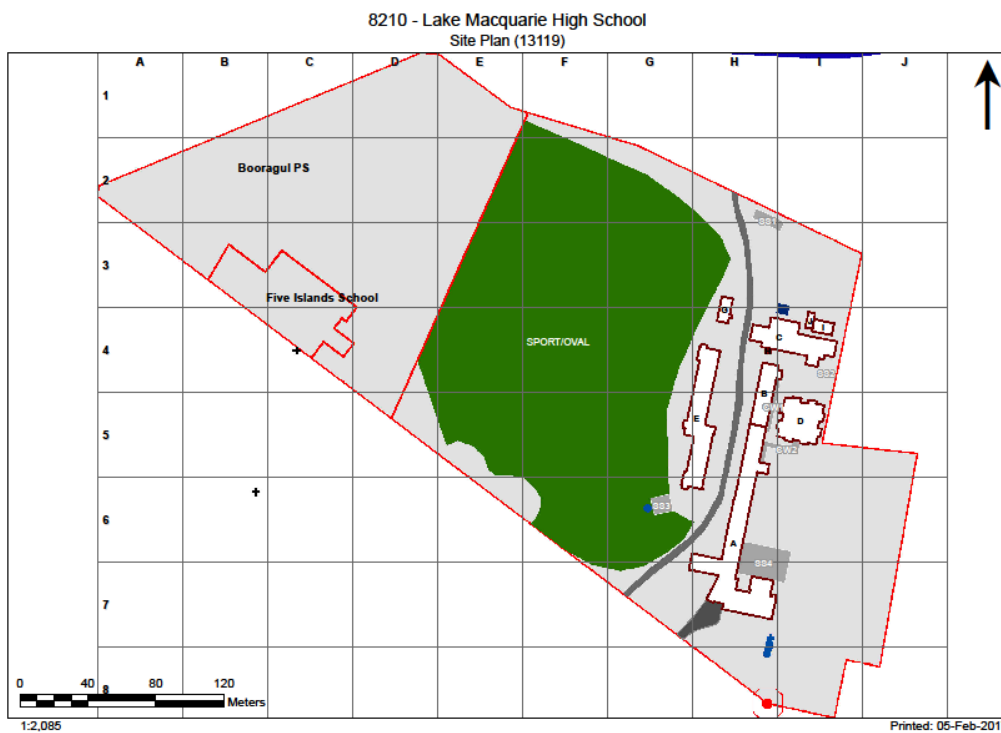 8210 - Lake Macquarie High School
Site Plan (13119)
A B C D E F G H I J
1
Booragul PS
2
SS1
3
Five Islands School
G
J I
SPORT/OVAL
C
4
SS2
B
CW1
E
D
5
CW2
SS3
6
A
SS4
7
0 40 80 120
8
Meters
1:2,085
Printed: 05-Feb-201